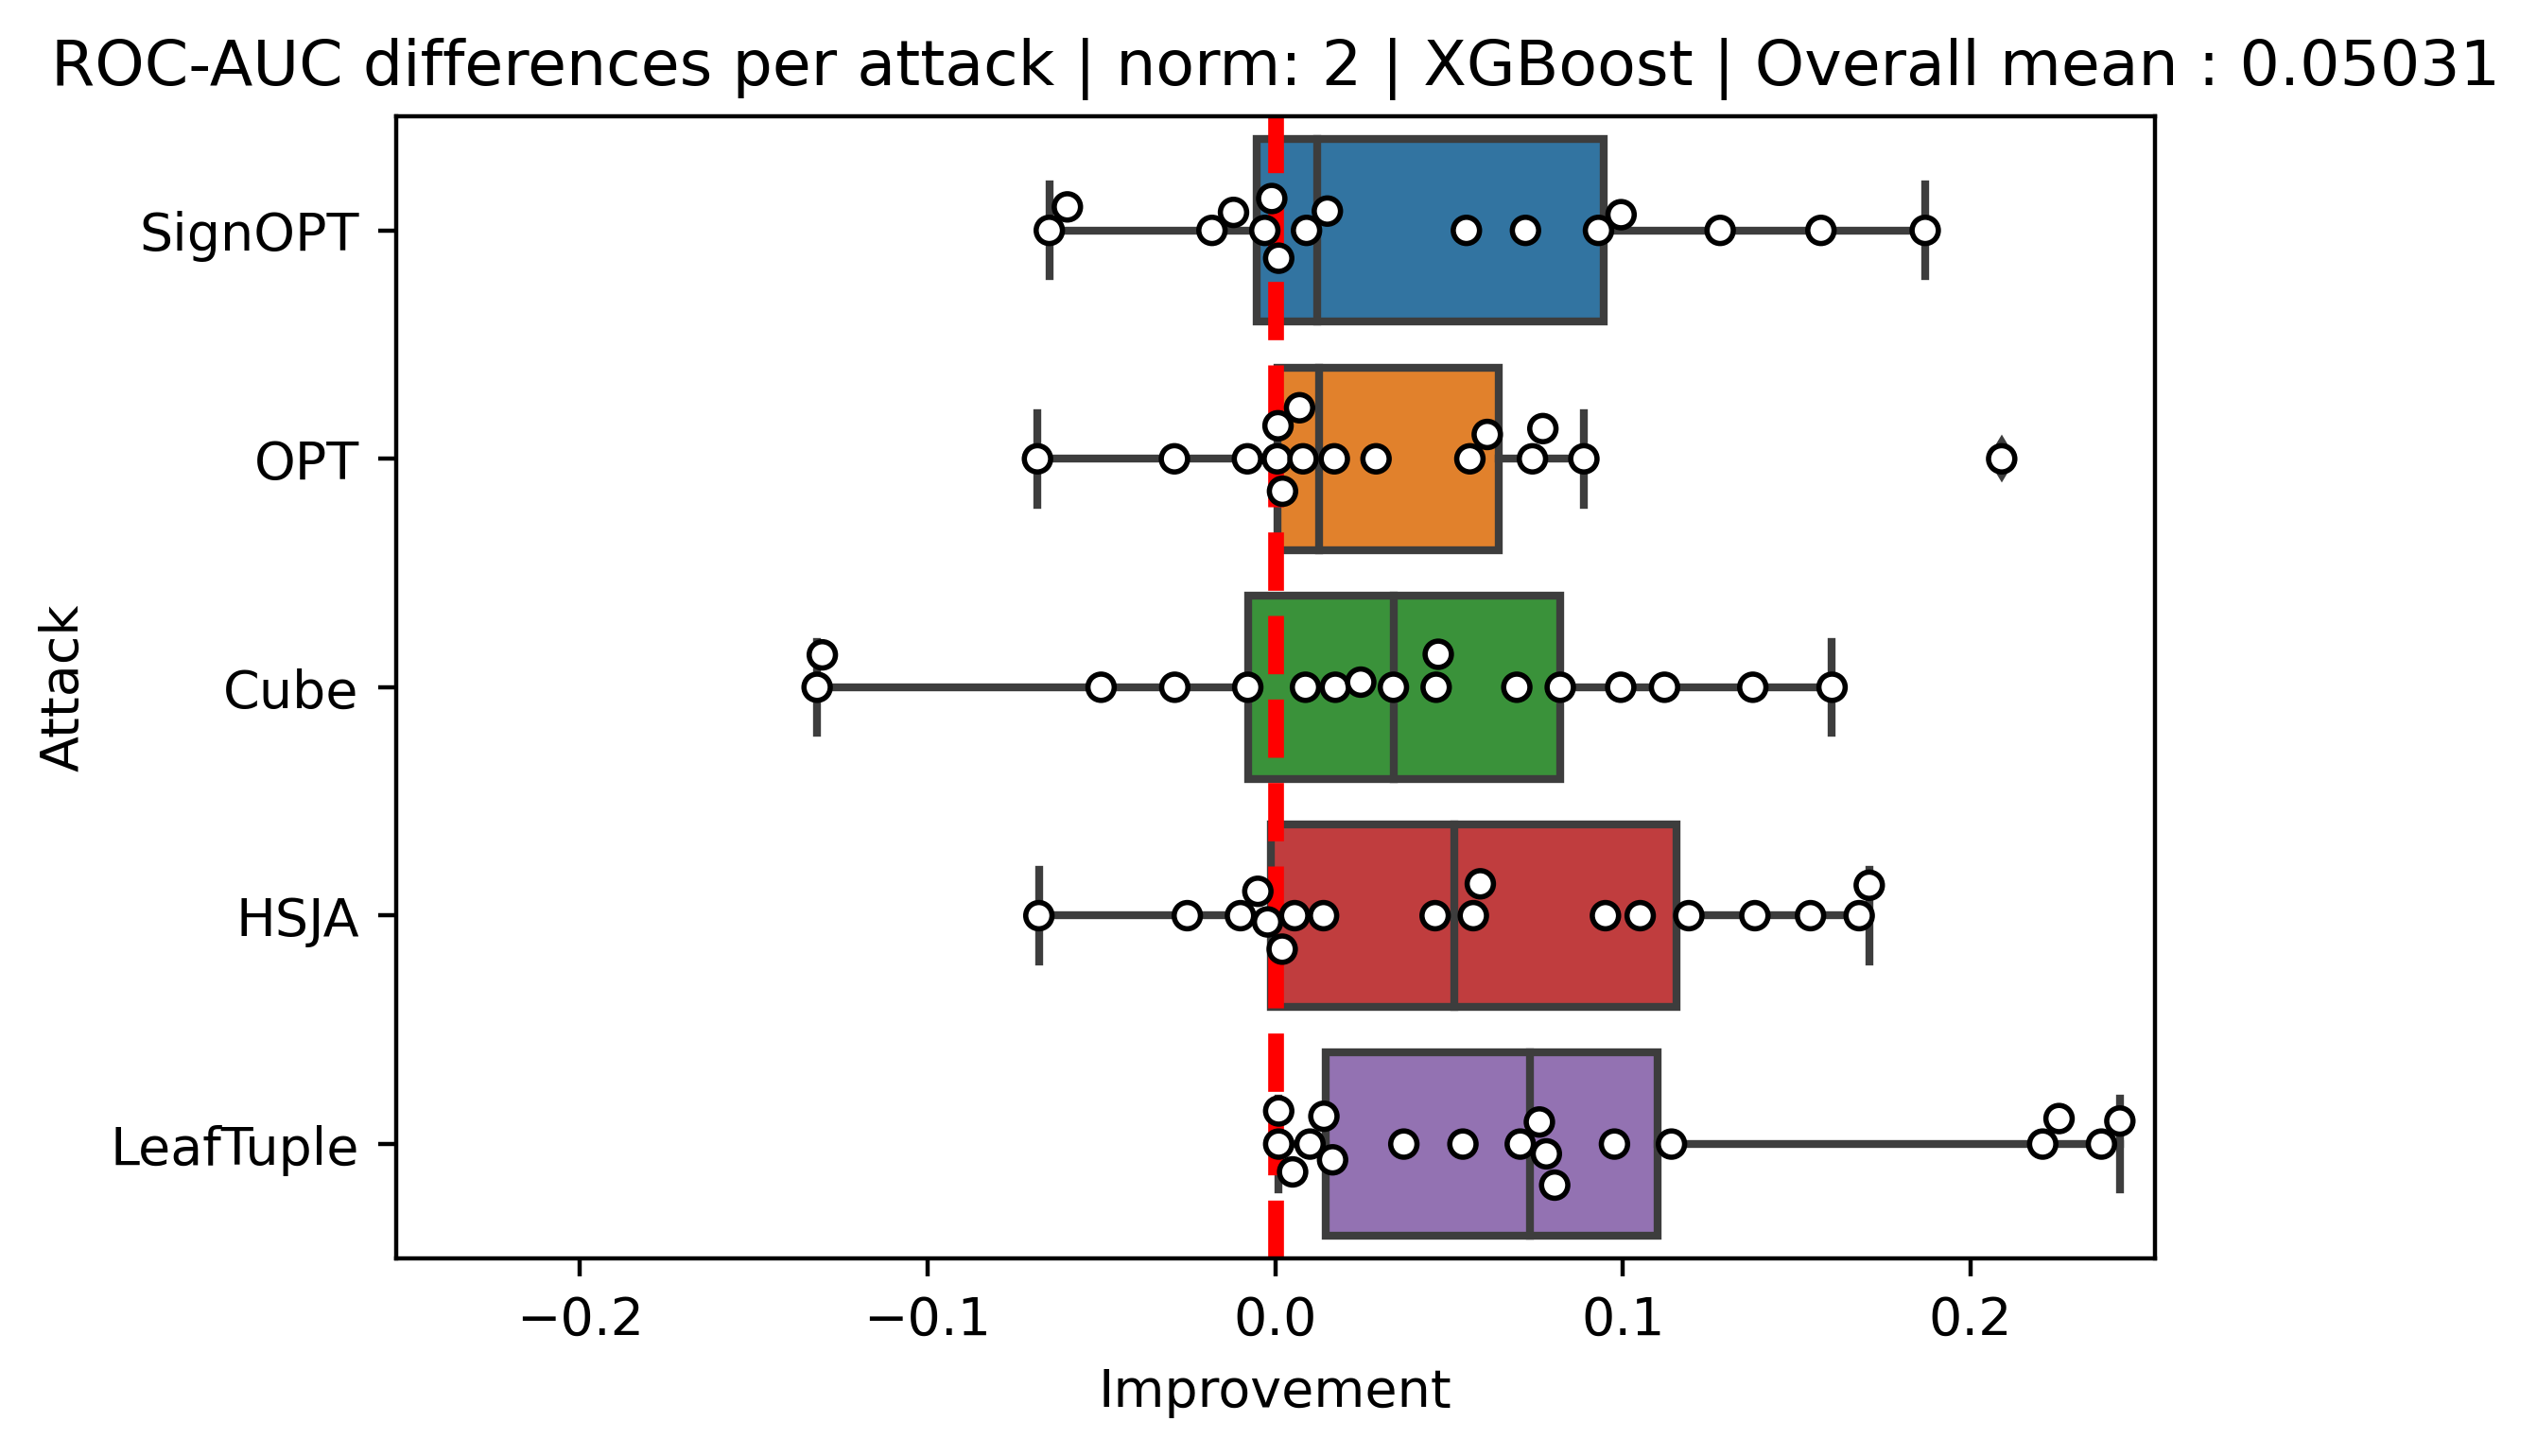 ROC-AUC differences per attack | norm: 2 | XGBoost | Overall mean : 0.05031
SignOPT
OPT
Cube
HSJA
LeafTuple
Attack
−0.2
−0.1
0.0
0.1
0.2
Improvement